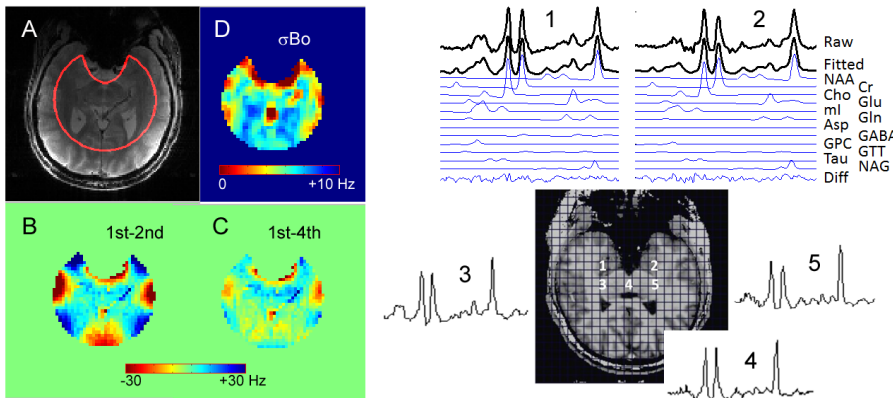 A
D
σBo
0
+10 Hz
B
1st-2nd
C
1st-4th
-30
+30 Hz
1
2
Raw
Fitted
NAA
Cr
Cho
Glu
mI
Gln
Asp
GABA
GPC
GTT
Tau
NAG
Diff
3
1
2
3
4
5
5
4